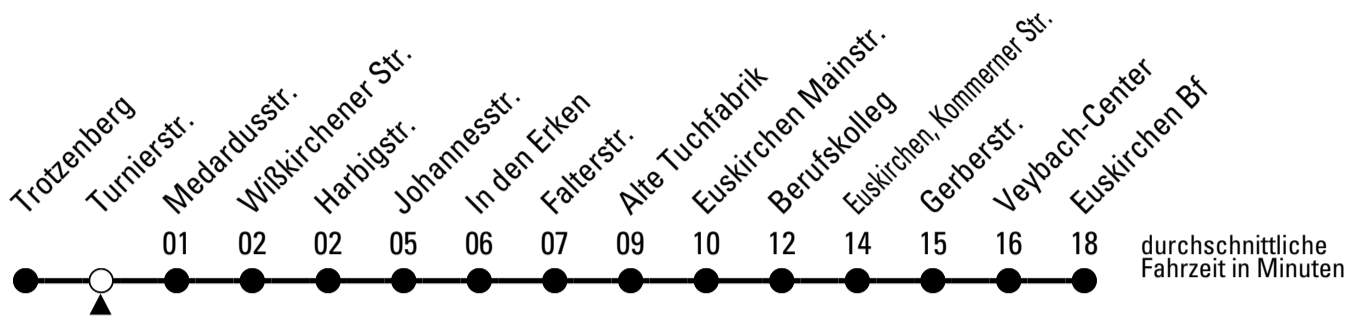 Trotzenberg
Turnierstr.
Medardusstr.
Wißkirchener Str.
Harbigstr.
Johannesstr.
In den Erken
Falterstr.
Alte Tuchfabrik
Euskirchen Mainstr.
Berufskolleg
Euskirchen, Kommerner Str.
Gerberstr.
Veybach-Center
Euskirchen Bf
01 02 02 05 06 07 09 10 12 14 15 16 18
durchschnittliche
Fahrzeit in Minuten